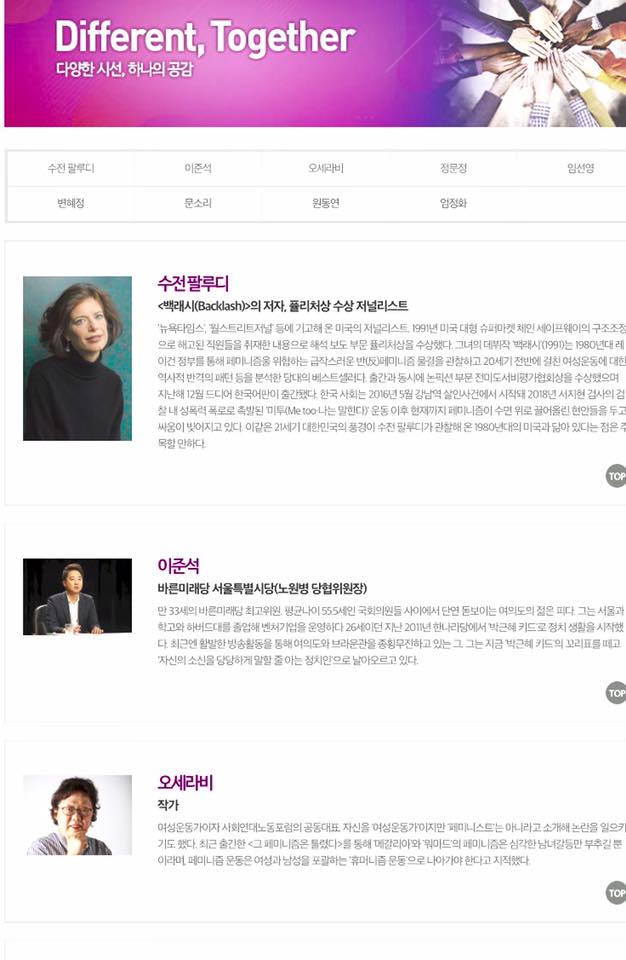 Different, Together
다양한 시선, 하나의 공감
수전 팔루디
이준석
오세라비
정문정
임선영
변혜정
문소리
원동연
엄정화
수전 팔루디
<백래시(Backlash)>의 저자, 퓰리처상 수상 저널리스트
'뉴욕타임스', '월스트리트저널' 등에 기고해 온 미국의 저널리스트. 1991년 미국 대형 슈퍼마켓 체인 세이프웨이의 구조조정
으로 해고된 직원들을 취재한 내용으로 해석 보도 부문 퓰리처상을 수상했다. 그녀의 데뷔작 '백래시'(1991)는 1980년대 레
이건 정부를 통해 페미니즘을 위협하는 급작스러운 반(反)페미니즘 물결을 관찰하고 20세기 전반에 걸친 여성운동에 대한
역사적 반격의 패턴 등을 분석한 당대의 베스트셀러다. 출간과 동시에 논픽션 부문 전미도서비평가협회상을 수상했으며
지난해 12월 드디어 한국어판이 출간됐다. 한국 사회는 2016년 5월 강남역 살인사건에서 시작돼 2018년 서지현 검사의 검
찰 내 성폭력 폭로로 촉발된 '미투(Me too·나는 말한다)' 운동 이후 현재까지 페미니즘이 수면 위로 끌어올린 현안들을 두고
싸움이 빚어지고 있다. 이같은 21세기 대한민국의 풍경이 수전 팔루디가 관찰해 온 1980년대의 미국과 닮아 있다는 점은 주
목할 만하다.
TOP
이준석
바른미래당 서울특별시당(노원병 당협위원장)
만 33세의 바른미래당 최고위원. 평균나이 55.5세인 국회의원들 사이에서 단연 돋보이는 여의도의 젊은 피다. 그는 서울과
학고와 하버드대를 졸업해 벤처기업을 운영하다 26세이던 지난 2011년 한나라당에서 '박근혜 키드'로 정치 생활을 시작했
다. 최근엔 활발한 방송활동을 통해 여의도와 브라운관을 종횡무진하고 있는 그. 그는 지금 '박근혜 키드'의 꼬리표를 떼고
'자신의 소신을 당당하게 말할 줄 아는 정치인'으로 날아오르고 있다.
TOP
오세라비
작가
여성운동가이자 사회연대노동포럼의 공동대표. 자신을 '여성운동가'이지만 '페미니스트'는 아니라고 소개해 논란을 일으키
기도 했다. 최근 출간한 <그 페미니즘은 틀렸다>를 통해 '메갈리아'와 '워마드'의 페미니즘은 심각한 남녀갈등만 부추길 뿐
이라며, 페미니즘 운동은 여성과 남성을 포괄하는 '휴머니즘 운동'으로 나아가야 한다고 지적했다.
TOP